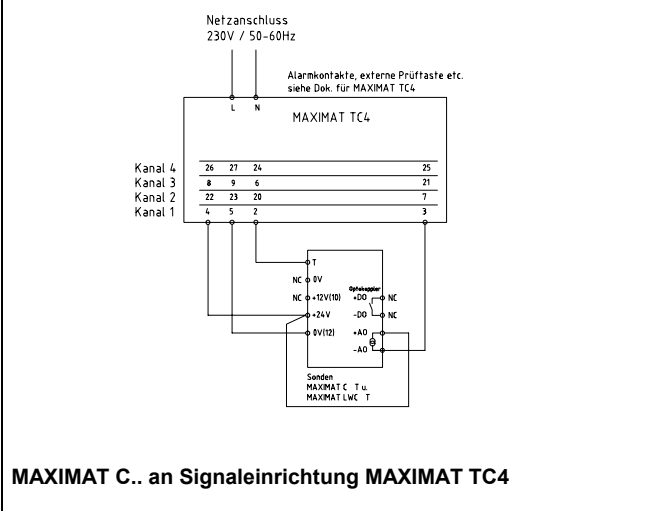 Netzanschluss
230V / 50-60Hz
Alarmkontakte, externe Prüftaste etc.
siehe Dok. für MAXIMAT TC4
L N
MAXIMAT TC4
Kanal 4 26 27 24 25
Kanal 3 8 9 6 21
Kanal 2 22 23 20 7
Kanal 1 4 5 2 3
T
NC 0V
Optokoppler
NC +12V(10) +DO NC
+24V -DO NC
0V(12) +AO
-AO
Sonden
MAXIMAT C T u.
MAXIMAT LWC T
MAXIMAT C.. an Signaleinrichtung MAXIMAT TC4